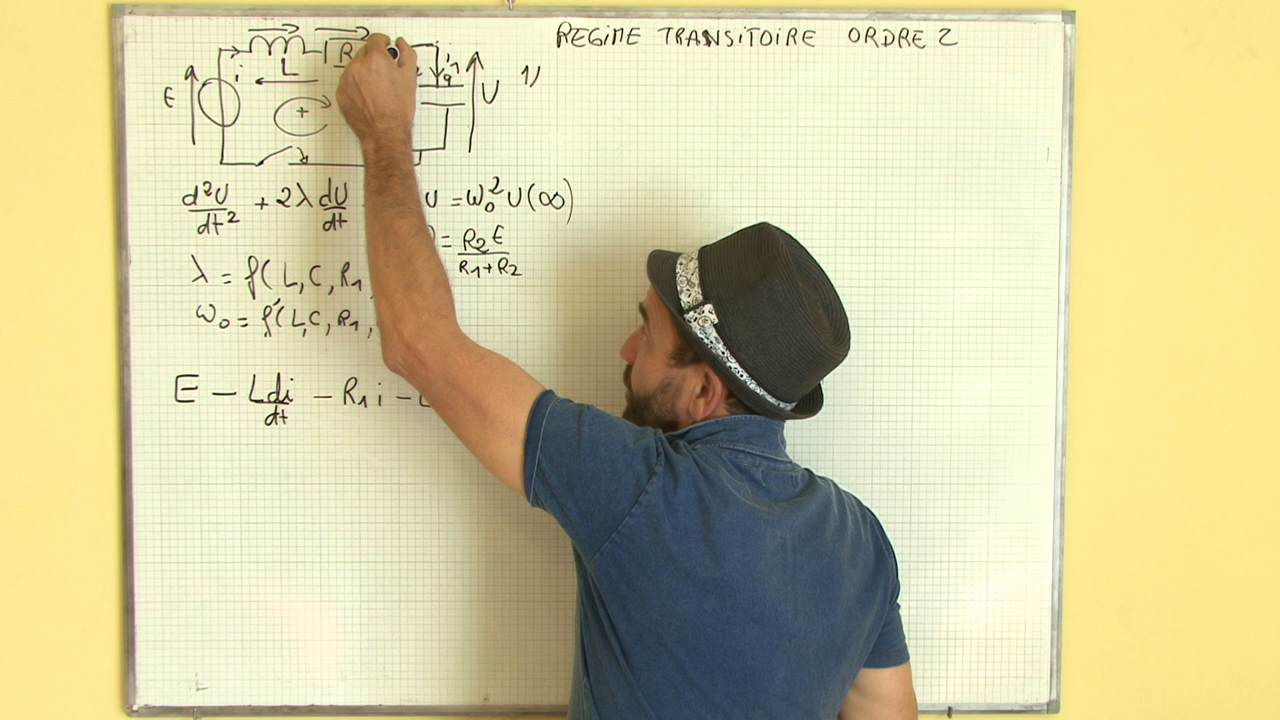 REGIME TRANSITOIRE ORDRE 2
L R i
E i + q U 1)
d²U/dt² + 2λ dU/dt U = ω₀² U(∞)
= R₂E/(R₁+R₂)
λ = f(L, C, R₁
ω₀ = f'(L, C, R₁,
E - L di/dt - R₁ i -